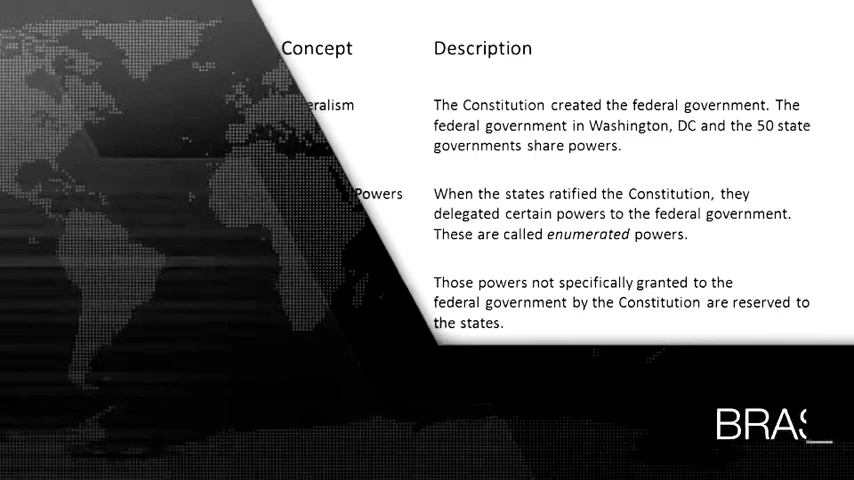 Concept Description
eralism The Constitution created the federal government. The
federal government in Washington, DC and the 50 state
governments share powers.
Powers When the states ratified the Constitution, they
delegated certain powers to the federal government.
These are called enumerated powers.
Those powers not specifically granted to the
federal government by the Constitution are reserved to
the states.
BRAS_